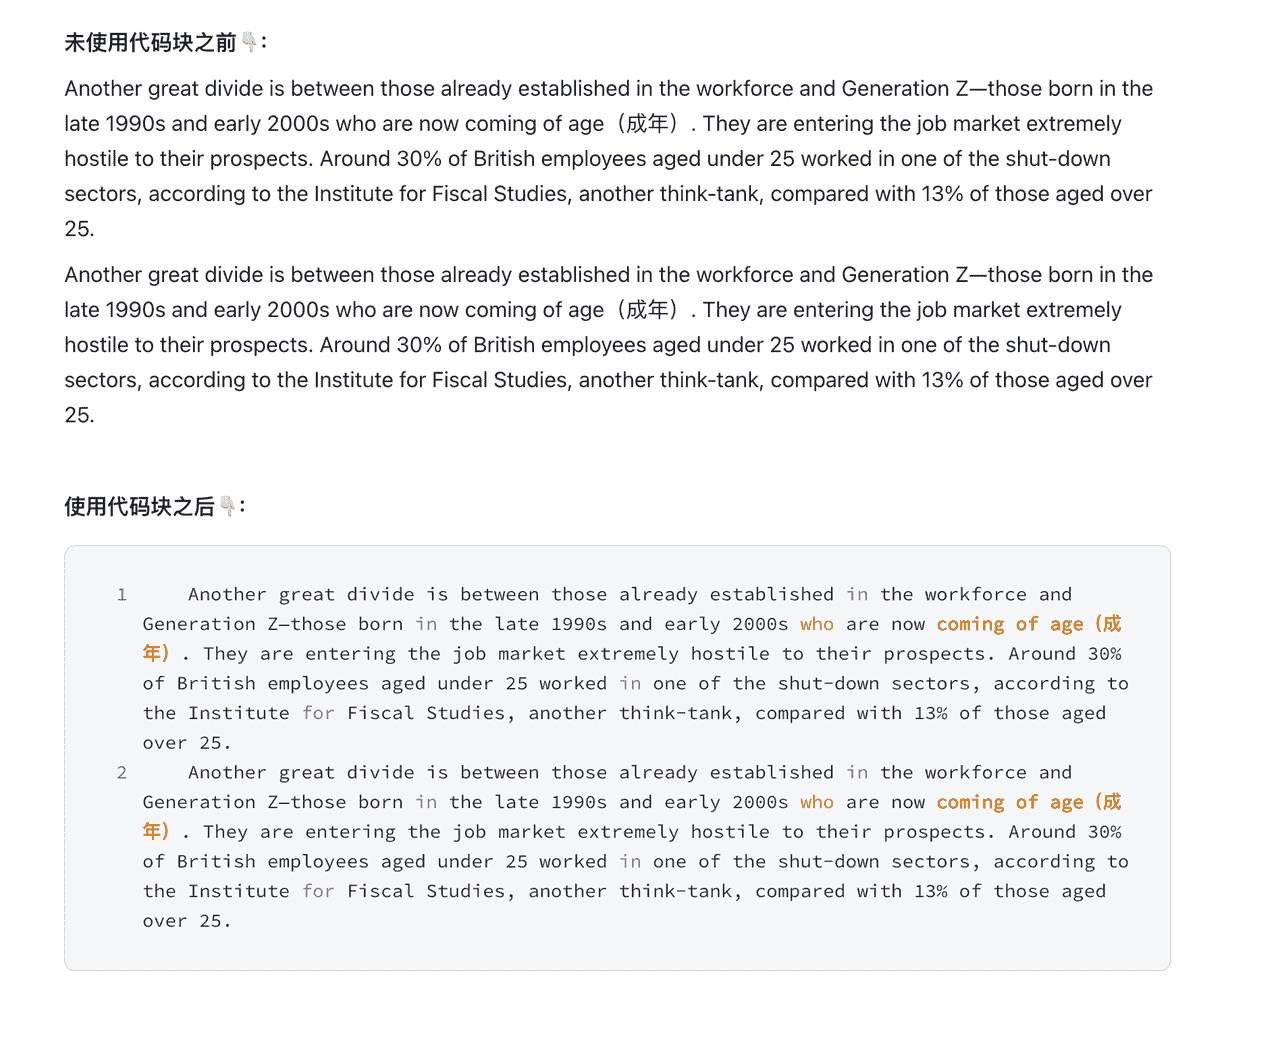 未使用代码块之前👇🏻：
Another great divide is between those already established in the workforce and Generation Z—those born in the
late 1990s and early 2000s who are now coming of age（成年）. They are entering the job market extremely
hostile to their prospects. Around 30% of British employees aged under 25 worked in one of the shut-down
sectors, according to the Institute for Fiscal Studies, another think-tank, compared with 13% of those aged over
25.
Another great divide is between those already established in the workforce and Generation Z—those born in the
late 1990s and early 2000s who are now coming of age（成年）. They are entering the job market extremely
hostile to their prospects. Around 30% of British employees aged under 25 worked in one of the shut-down
sectors, according to the Institute for Fiscal Studies, another think-tank, compared with 13% of those aged over
25.
使用代码块之后👇🏻：
1 Another great divide is between those already established in the workforce and
Generation Z—those born in the late 1990s and early 2000s who are now coming of age（成
年）. They are entering the job market extremely hostile to their prospects. Around 30%
of British employees aged under 25 worked in one of the shut-down sectors, according to
the Institute for Fiscal Studies, another think-tank, compared with 13% of those aged
over 25.
2 Another great divide is between those already established in the workforce and
Generation Z—those born in the late 1990s and early 2000s who are now coming of age（成
年）. They are entering the job market extremely hostile to their prospects. Around 30%
of British employees aged under 25 worked in one of the shut-down sectors, according to
the Institute for Fiscal Studies, another think-tank, compared with 13% of those aged
over 25.